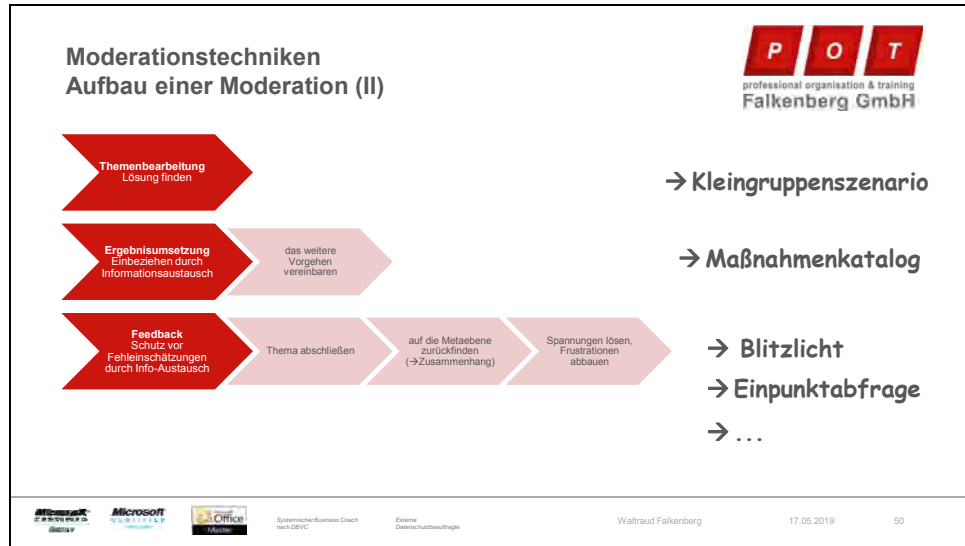 Moderationstechniken
Aufbau einer Moderation (II)
P O T
professional organisation & training
Falkenberg GmbH
Themenbearbeitung
Lösung finden
→ Kleingruppenszenario
Ergebnisumsetzung
Einbeziehen durch
Informationsaustausch
das weitere
Vorgehen
vereinbaren
→ Maßnahmenkatalog
Feedback
Schutz vor
Fehleinschätzungen
durch Info-Austausch
Thema abschließen
auf die Metaebene
zurückfinden
(→Zusammenhang)
Spannungen lösen,
Frustrationen
abbauen
→ Blitzlicht
→ Einpunktabfrage
→ ...
Microsoft
CERTIFIED
Microsoft
Office
Master
Systemischer Business Coach
nach DBVC
Externe
Datenschutzbeauftragte
Waltraud Falkenberg
17.05.2019
50